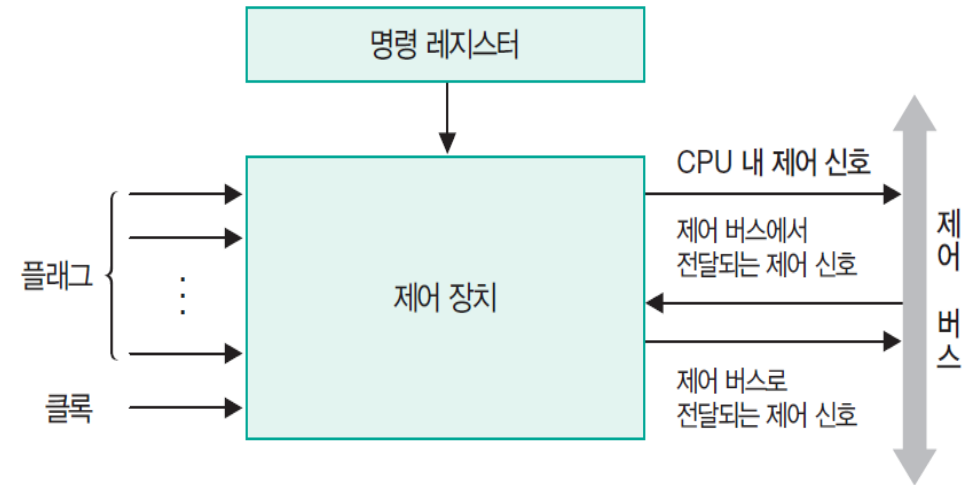 명령 레지스터
CPU 내 제어 신호
제어 버스에서
전달되는 제어 신호
플래그
제어 장치
제어 버스
제어 버스로
전달되는 제어 신호
클록